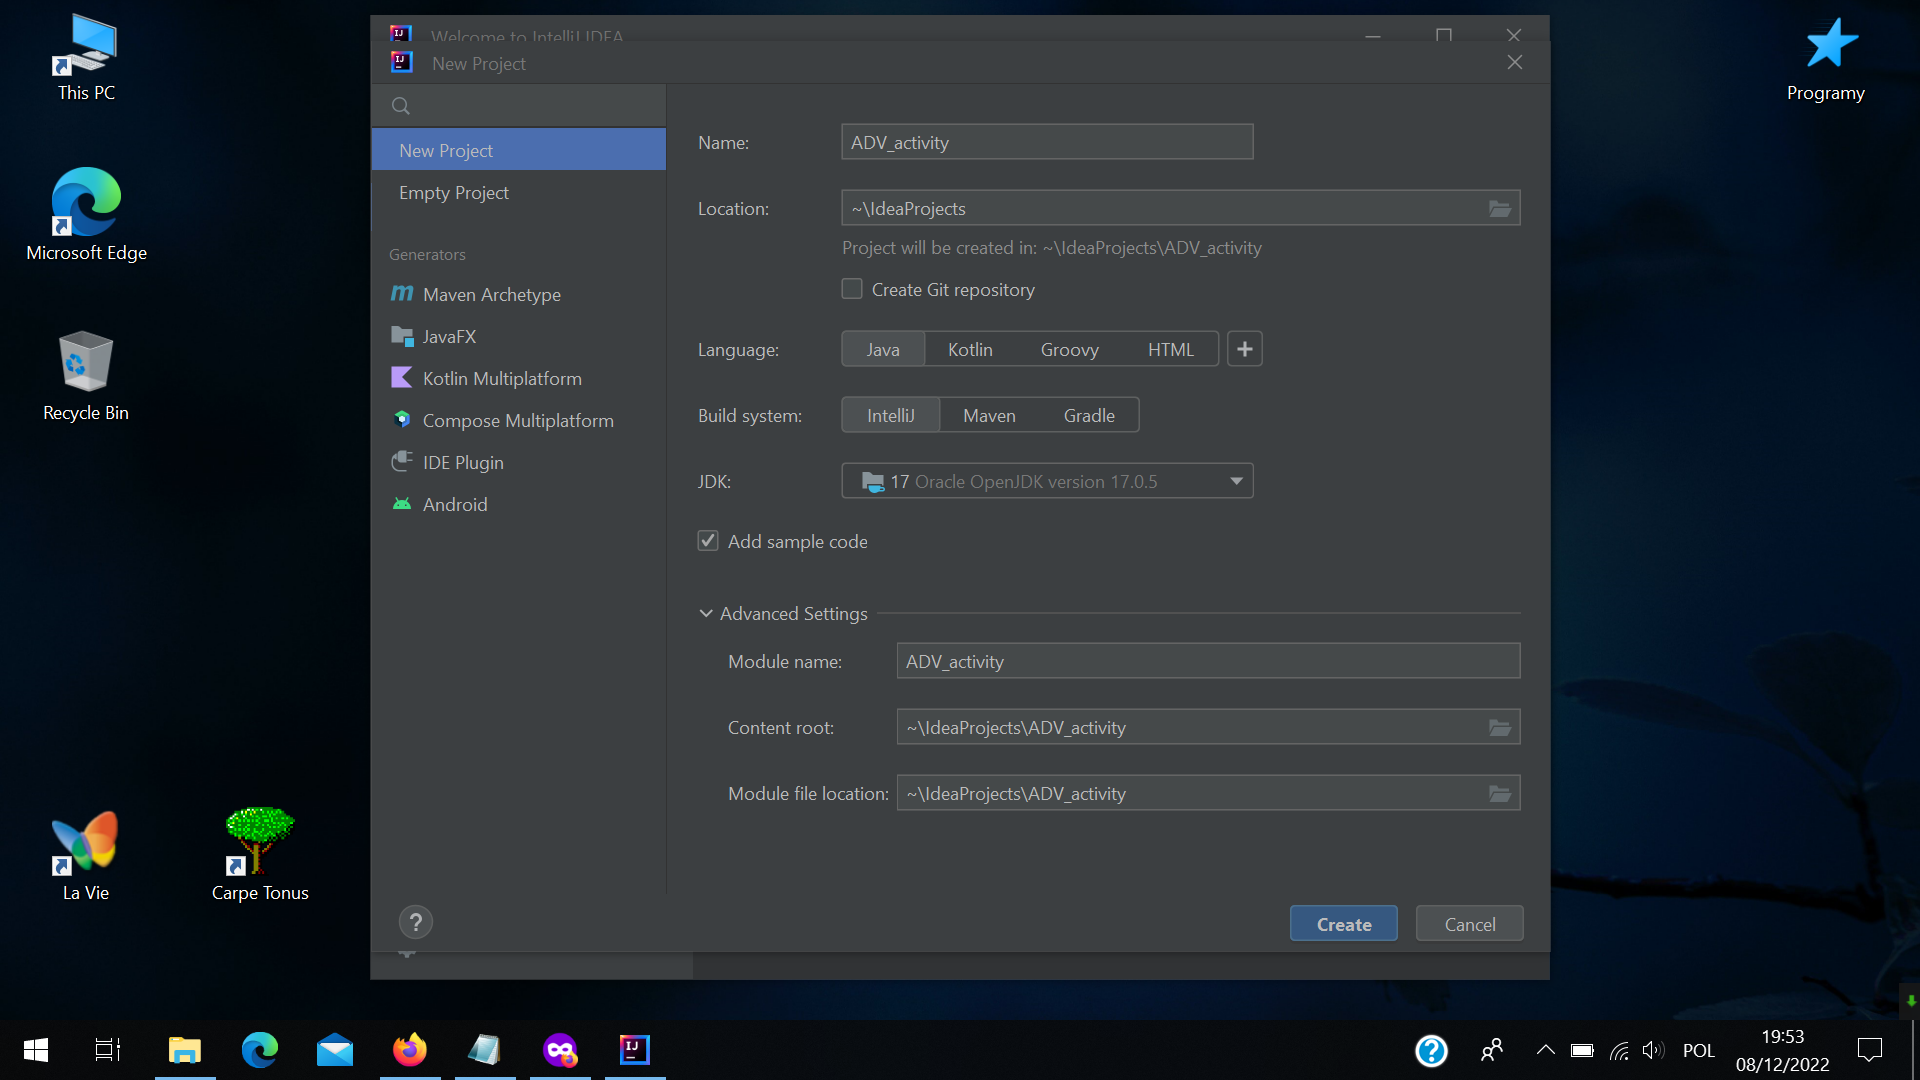 This PC
Microsoft Edge
Recycle Bin
La Vie
Carpe Tonus
Programy
Welcome to IntelliJ IDEA
New Project
New Project
Empty Project
Generators
Maven Archetype
JavaFX
Kotlin Multiplatform
Compose Multiplatform
IDE Plugin
Android
Name: ADV_activity
Location: ~\IdeaProjects
Project will be created in: ~\IdeaProjects\ADV_activity
Create Git repository
Language: Java Kotlin Groovy HTML +
Build system: IntelliJ Maven Gradle
JDK: 17 Oracle OpenJDK version 17.0.5
Add sample code
Advanced Settings
Module name: ADV_activity
Content root: ~\IdeaProjects\ADV_activity
Module file location: ~\IdeaProjects\ADV_activity
? Create Cancel
POL
19:53
08/12/2022